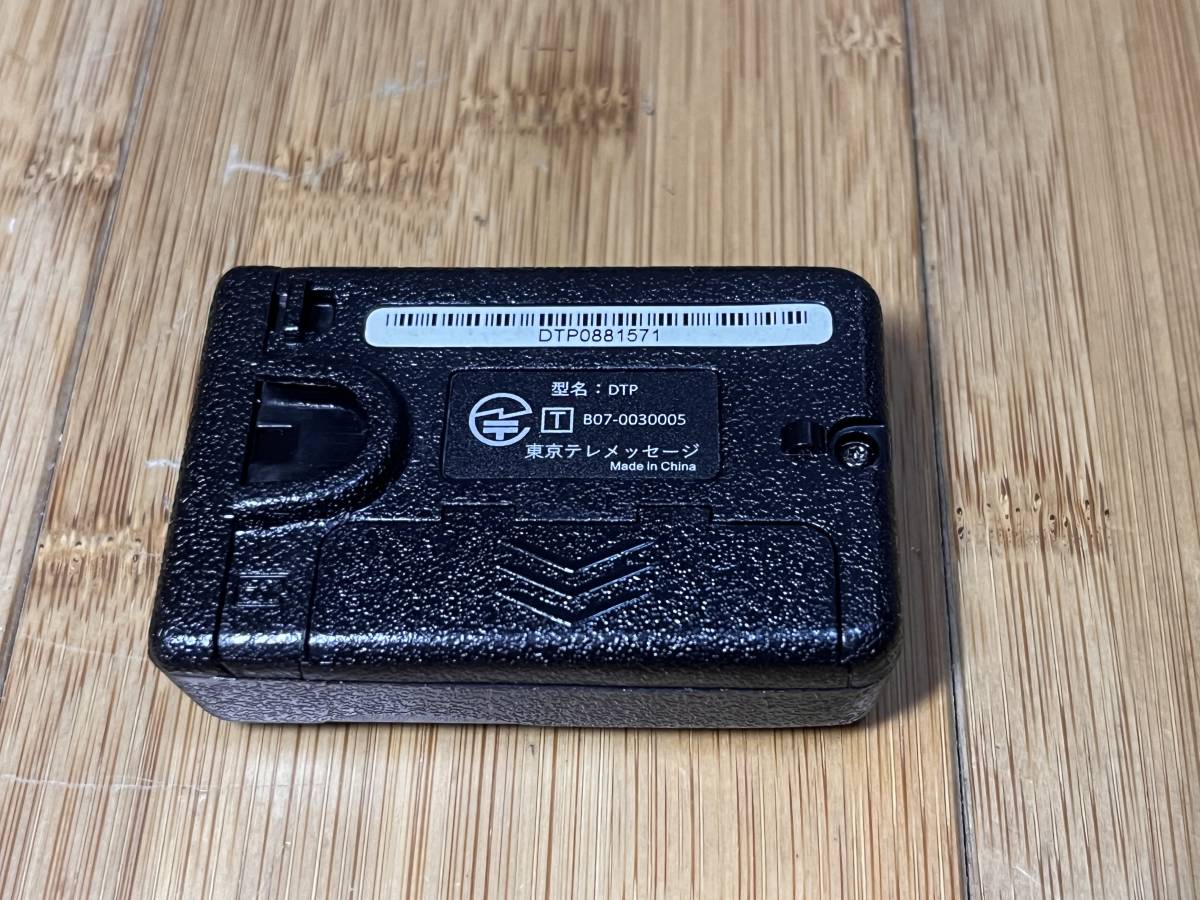 DTP0881571
型名：DTP
T B07-0030005
東京テレメッセージ
Made in China